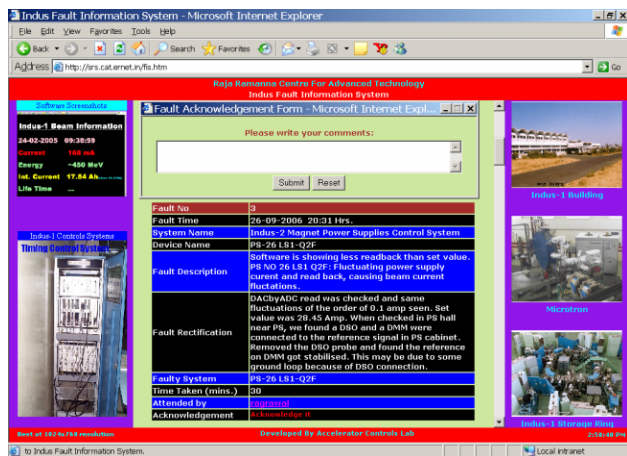 Indus Fault Information System - Microsoft Internet Explorer
File Edit View Favorites Tools Help
Back Search Favorites
Address http://srs.cat.ernet.in/fis.htm Go
Raja Ramanna Centre For Advanced Technology
Indus Fault Information System
Software Screenshots
Indus-1 Beam Information
24-02-2005 09:38:59
Current 168 mA
Energy ~450 MeV
Int. Current 17.84 Ah
Life Time ...
Indus-1 Controls Systems
Timing Control System
Fault Acknowledgement Form - Microsoft Internet Expl...
Please write your comments:
Submit Reset
Fault No 3
Fault Time 26-09-2006 20:31 Hrs.
System Name Indus-2 Magnet Power Supplies Control System
Device Name PS-26 LS1-Q2F
Fault Description
Software is showing less readback than set value.
PS NO 26 LS1 Q2F: Fluctuating power supply
curent and read back, causing beam current
fluctations.
Fault Rectification
DACbyADC read was checked and same
fluctuations of the order of 0.1 amp seen. Set
value was 28.45 Amp. When checked in PS hall
near PS, we found a DSO and a DMM were
connected to the reference signal in PS cabinet.
Removed the DSO probe and found the reference
on DMM got stabilised. This may be due to some
ground loop because of DSO connection.
Faulty System PS-26 LS1-Q2F
Time Taken (mins.) 30
Attended by ragrawal
Acknowledgement Acknowledge it
Indus-1 Building
Microtron
Indus-1 Storage Ring
Best at 1024x768 resolution
Developed By Accelerator Controls Lab
2:58:40 PM
to Indus Fault Information System.
Local intranet